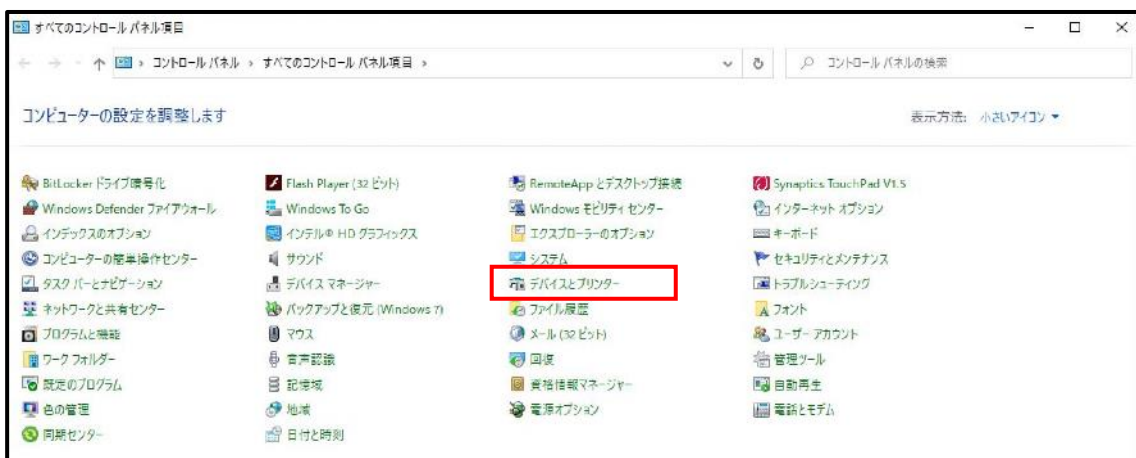 すべてのコントロール パネル項目
コントロール パネル › すべてのコントロール パネル項目 ›
コントロール パネルの検索
コンピューターの設定を調整します
表示方法: 小さいアイコン
BitLocker ドライブ暗号化
Flash Player (32 ビット)
RemoteApp とデスクトップ接続
Synaptics TouchPad V1.5
Windows Defender ファイアウォール
Windows To Go
Windows モビリティ センター
インターネット オプション
インデックスのオプション
インテル® HD グラフィックス
エクスプローラーのオプション
キーボード
コンピューターの簡単操作センター
サウンド
システム
セキュリティとメンテナンス
タスク バーとナビゲーション
デバイス マネージャー
デバイスとプリンター
トラブルシューティング
ネットワークと共有センター
バックアップと復元 (Windows 7)
ファイル履歴
フォント
プログラムと機能
マウス
メール (32 ビット)
ユーザー アカウント
ワーク フォルダー
音声認識
回復
管理ツール
既定のプログラム
記憶域
資格情報マネージャー
自動再生
色の管理
地域
電源オプション
電話とモデム
同期センター
日付と時刻